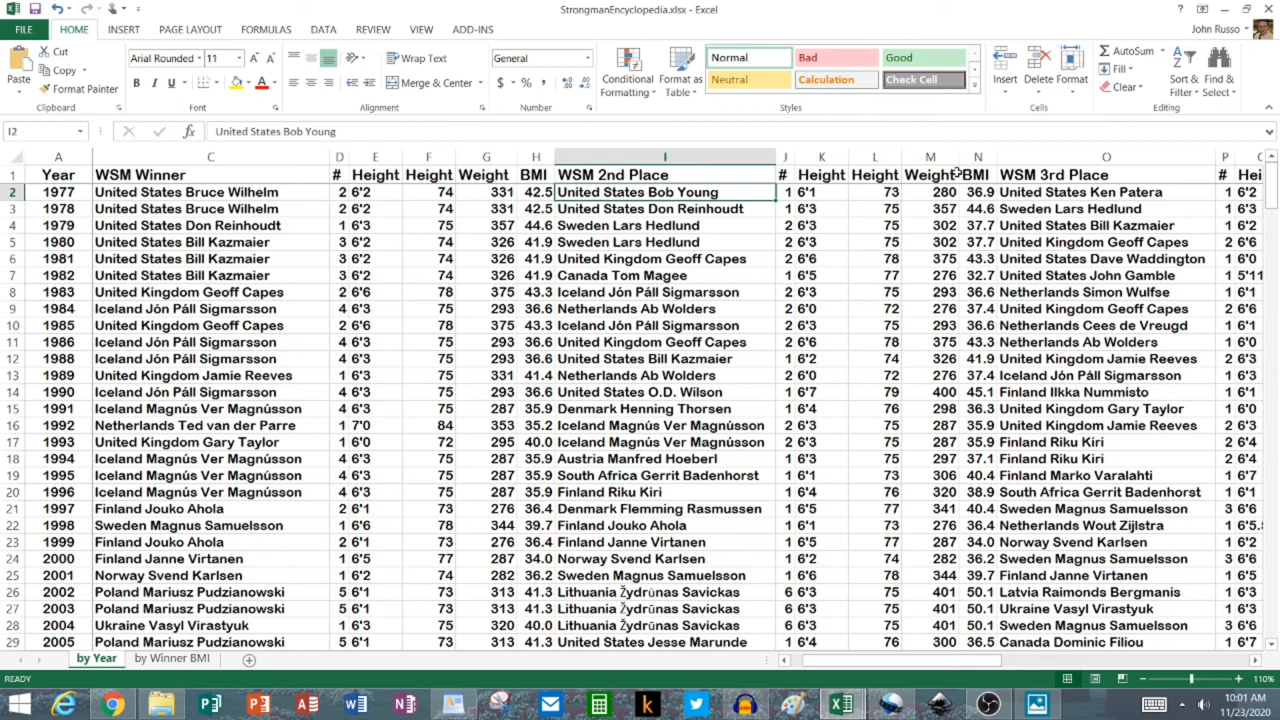 StrongmanEncyclopedia.xlsx - Excel
FILE HOME INSERT PAGE LAYOUT FORMULAS DATA REVIEW VIEW ADD-INS John Russo
Paste Cut Copy Format Painter Clipboard
Arial Rounded 11 A A B I U A Font
Wrap Text Merge & Center Alignment
General $ % , Number
Conditional Formatting Format as Table Normal Bad Good Neutral Calculation Check Cell Styles
Insert Delete Format Cells
AutoSum Fill Clear Sort & Filter Find & Select Editing
I2 fx United States Bob Young
A C D E F G H I J K L M N O P
1 Year WSM Winner # Height Height Weight BMI WSM 2nd Place # Height Height Weight BMI WSM 3rd Place # Hei
2 1977 United States Bruce Wilhelm 2 6'2 74 331 42.5 United States Bob Young 1 6'1 73 280 36.9 United States Ken Patera 1 6'2
3 1978 United States Bruce Wilhelm 2 6'2 74 331 42.5 United States Don Reinhoudt 1 6'3 75 357 44.6 Sweden Lars Hedlund 2 6'3
4 1979 United States Don Reinhoudt 1 6'3 75 357 44.6 Sweden Lars Hedlund 2 6'3 75 302 37.7 United States Bill Kazmaier 1 6'2
5 1980 United States Bill Kazmaier 3 6'2 74 326 41.9 Sweden Lars Hedlund 2 6'3 75 302 37.7 United Kingdom Geoff Capes 2 6'6
6 1981 United States Bill Kazmaier 3 6'2 74 326 41.9 United Kingdom Geoff Capes 2 6'6 78 375 43.3 United States Dave Waddington 1 6'0
7 1982 United States Bill Kazmaier 3 6'2 74 326 41.9 Canada Tom Magee 1 6'5 77 276 32.7 United States John Gamble 1 5'11
8 1983 United Kingdom Geoff Capes 2 6'6 78 375 43.3 Iceland Jón Páll Sigmarsson 1 6'3 75 293 36.6 Netherlands Simon Wulfse 1 6'1
9 1984 Iceland Jón Páll Sigmarsson 4 6'3 75 293 36.6 Netherlands Ab Wolders 2 6'0 72 276 37.4 United Kingdom Geoff Capes 2 6'6
10 1985 United Kingdom Geoff Capes 2 6'6 78 375 43.3 Iceland Jón Páll Sigmarsson 2 6'3 75 293 36.6 Netherlands Cees de Vreugd 1 6'1
11 1986 Iceland Jón Páll Sigmarsson 4 6'3 75 293 36.6 United Kingdom Geoff Capes 2 6'6 78 375 43.3 Netherlands Ab Wolders 1 6'0
12 1988 Iceland Jón Páll Sigmarsson 4 6'3 75 293 36.6 United States Bill Kazmaier 1 6'2 74 326 41.9 United Kingdom Jamie Reeves 2 6'3
13 1989 United Kingdom Jamie Reeves 1 6'3 75 331 41.4 Netherlands Ab Wolders 2 6'0 72 276 37.4 Iceland Jón Páll Sigmarsson 1 6'3
14 1990 Iceland Jón Páll Sigmarsson 4 6'3 75 293 36.6 United States O.D. Wilson 1 6'7 79 400 45.1 Finland Ilkka Nummisto 1 6'2
15 1991 Iceland Magnús Ver Magnússon 4 6'3 75 287 35.9 Denmark Henning Thorsen 1 6'4 76 298 36.3 United Kingdom Gary Taylor 1 6'0
16 1992 Netherlands Ted van der Parre 1 7'0 84 353 35.2 Iceland Magnús Ver Magnússon 2 6'3 75 287 35.9 United Kingdom Jamie Reeves 2 6'3
17 1993 United Kingdom Gary Taylor 1 6'0 72 295 40.0 Iceland Magnús Ver Magnússon 2 6'3 75 287 35.9 Finland Riku Kiri 2 6'4
18 1994 Iceland Magnús Ver Magnússon 4 6'3 75 287 35.9 Austria Manfred Hoeberl 1 6'5 75 297 37.1 Finland Riku Kiri 2 6'4
19 1995 Iceland Magnús Ver Magnússon 4 6'3 75 287 35.9 South Africa Gerrit Badenhorst 1 6'1 73 306 40.4 Finland Marko Varalahti 1 6'2
20 1996 Iceland Magnús Ver Magnússon 4 6'3 75 287 35.9 Finland Riku Kiri 1 6'4 76 320 38.9 South Africa Gerrit Badenhorst 1 6'1
21 1997 Finland Jouko Ahola 2 6'1 73 276 36.4 Denmark Flemming Rasmussen 1 6'5 77 341 40.4 Sweden Magnus Samuelsson 3 6'6
22 1998 Sweden Magnus Samuelsson 1 6'6 78 344 39.7 Finland Jouko Ahola 1 6'1 73 276 36.4 Netherlands Wout Zijlstra 1 6'5.5
23 1999 Finland Jouko Ahola 2 6'1 73 276 36.4 Finland Janne Virtanen 1 6'5 77 287 34.0 Norway Svend Karlsen 1 6'2
24 2000 Finland Janne Virtanen 1 6'5 77 287 34.0 Norway Svend Karlsen 1 6'2 74 282 36.2 Sweden Magnus Samuelsson 3 6'6
25 2001 Norway Svend Karlsen 1 6'2 74 282 36.2 Sweden Magnus Samuelsson 1 6'6 78 344 39.7 Finland Janne Virtanen 1 6'5
26 2002 Poland Mariusz Pudzianowski 5 6'1 73 313 41.3 Lithuania Žydrūnas Savickas 6 6'3 75 401 50.1 Latvia Raimonds Bergmanis 1 6'3
27 2003 Poland Mariusz Pudzianowski 5 6'1 73 313 41.3 Lithuania Žydrūnas Savickas 6 6'3 75 401 50.1 Ukraine Vasyl Virastyuk 1 6'3
28 2004 Ukraine Vasyl Virastyuk 1 6'3 75 320 40.0 Lithuania Žydrūnas Savickas 6 6'3 75 401 50.1 Sweden Magnus Samuelsson 3 6'6
29 2005 Poland Mariusz Pudzianowski 5 6'1 73 313 41.3 United States Jesse Marunde 1 6'4 76 300 36.5 Canada Dominic Filiou 1 6'7
by Year by Winner BMI
READY 110%
10:01 AM
11/23/2020